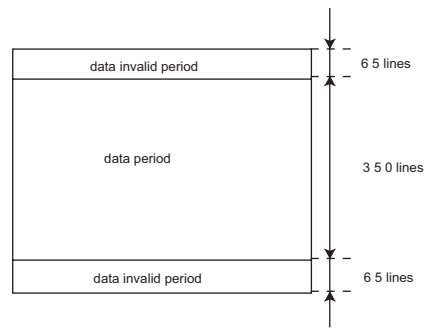 data invalid period
6 5 lines
data period
3 5 0 lines
data invalid period
6 5 lines